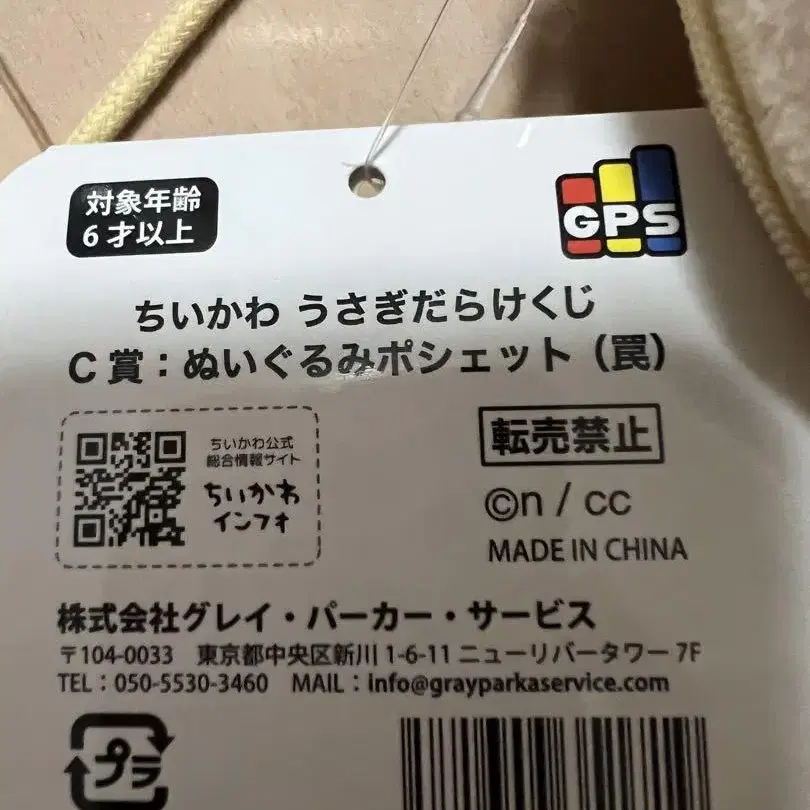 対象年齢
6才以上
GPS
ちいかわ うさぎだらけくじ
C賞：ぬいぐるみポシェット（罠）
ちいかわ公式
総合情報サイト
ちいかわ
インフォ
転売禁止
©n / cc
MADE IN CHINA
株式会社グレイ・パーカー・サービス
〒104-0033 東京都中央区新川1-6-11 ニューリバータワー 7F
TEL：050-5530-3460 MAIL：info@grayparkaservice.com
プラ